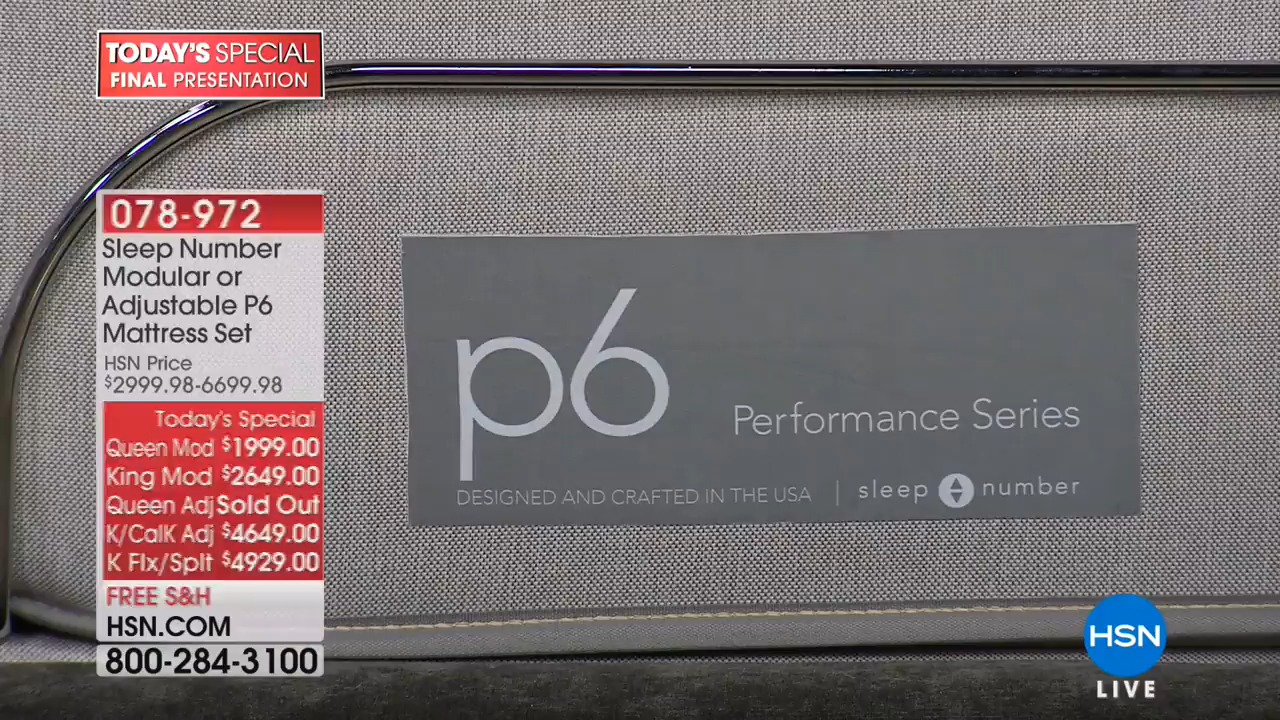 TODAY'S SPECIAL
FINAL PRESENTATION
078-972
Sleep Number
Modular or
Adjustable P6
Mattress Set
HSN Price
$2999.98-6699.98
Today's Special
Queen Mod $1999.00
King Mod $2649.00
Queen Adj Sold Out
K/CalK Adj $4649.00
K Flx/Splt $4929.00
FREE S&H
HSN.COM
800-284-3100
p6
Performance Series
DESIGNED AND CRAFTED IN THE USA | sleep number
HSN
LIVE